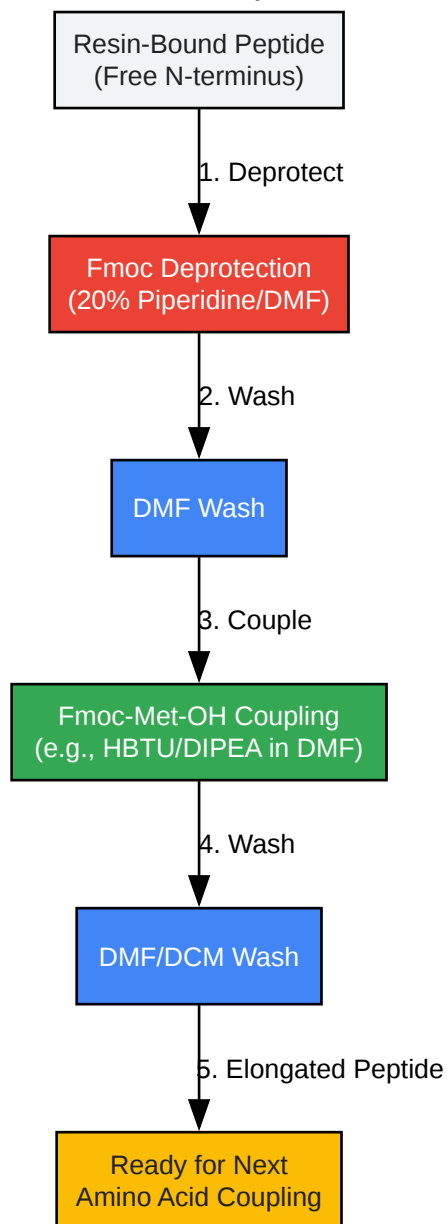 Resin-Bound Peptide
(Free N-terminus)
1. Deprotect
Fmoc Deprotection
(20% Piperidine/DMF)
2. Wash
DMF Wash
3. Couple
Fmoc-Met-OH Coupling
(e.g., HBTU/DIPEA in DMF)
4. Wash
DMF/DCM Wash
5. Elongated Peptide
Ready for Next
Amino Acid Coupling